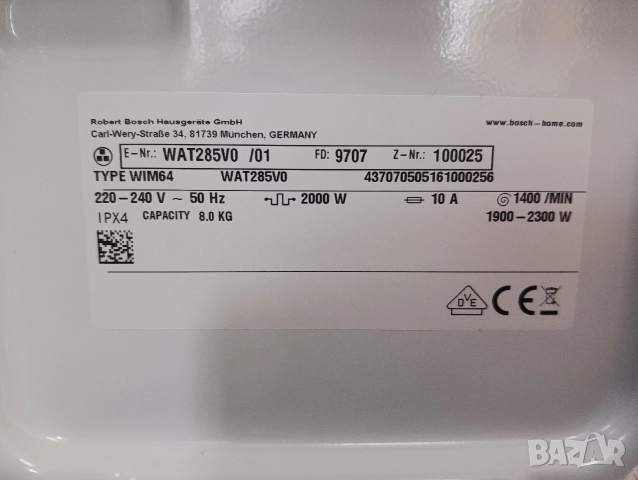 Robert Bosch Hausgeräte GmbH www.bosch-home.com
Carl-Wery-Straße 34, 81739 München, GERMANY
E-Nr.: WAT285V0 /01 FD: 9707 Z-Nr.: 100025
TYPE WIM64 WAT285V0 437070505161000256
220-240 V ~ 50 Hz 2000 W 10 A 1400 /MIN
IPX4 CAPACITY 8.0 KG 1900-2300 W
DVE CE
BAZAR